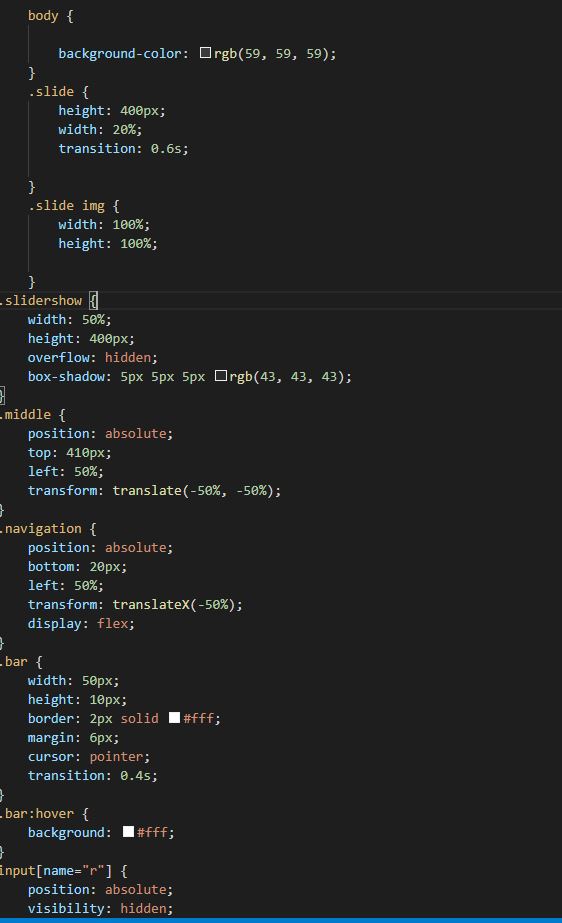 body {
background-color: rgb(59, 59, 59);
}
.slide {
height: 400px;
width: 20%;
transition: 0.6s;
}
.slide img {
width: 100%;
height: 100%;
}
.slidershow {
width: 50%;
height: 400px;
overflow: hidden;
box-shadow: 5px 5px 5px rgb(43, 43, 43);
}
.middle {
position: absolute;
top: 410px;
left: 50%;
transform: translate(-50%, -50%);
}
.navigation {
position: absolute;
bottom: 20px;
left: 50%;
transform: translateX(-50%);
display: flex;
}
.bar {
width: 50px;
height: 10px;
border: 2px solid #fff;
margin: 6px;
cursor: pointer;
transition: 0.4s;
}
.bar:hover {
background: #fff;
}
input[name="r"] {
position: absolute;
visibility: hidden;